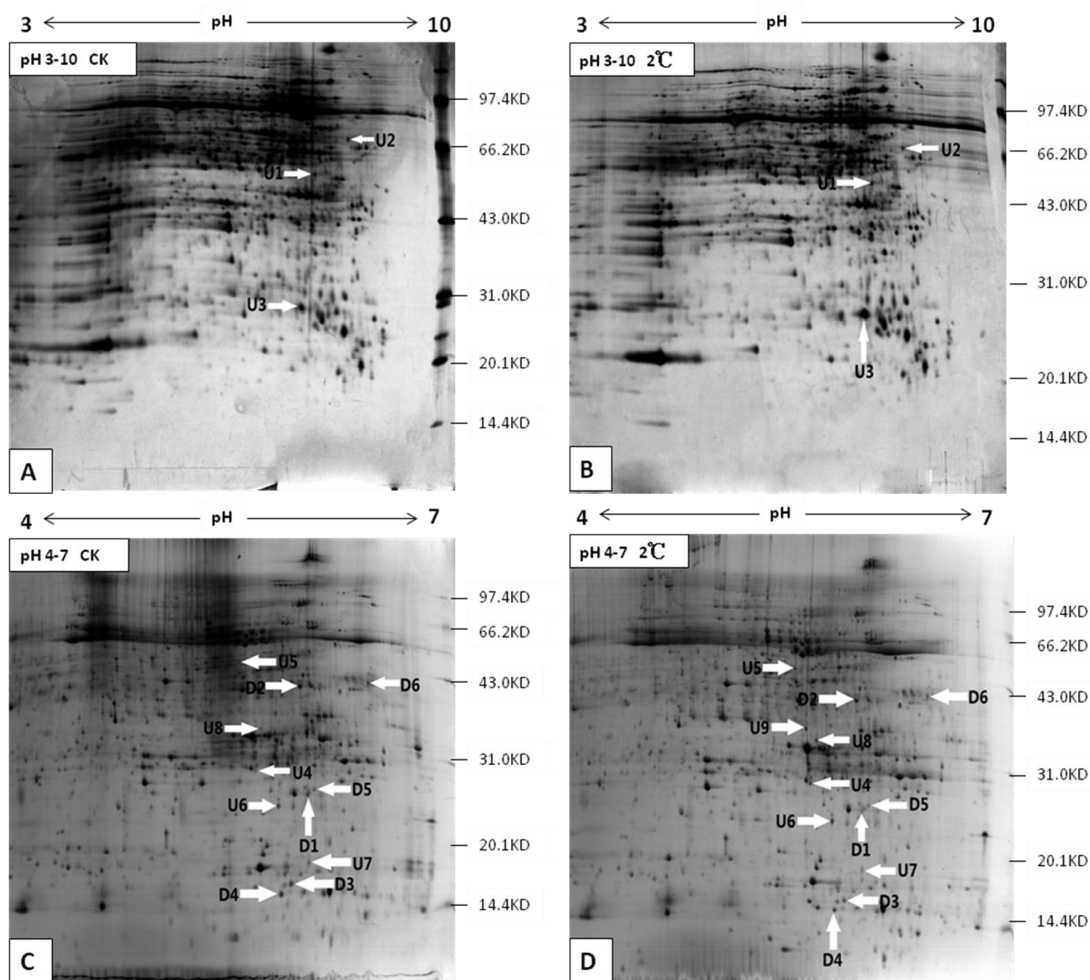 3 pH 10
pH 3-10 CK
97.4KD
U2
66.2KD
U1
43.0KD
U3
31.0KD
20.1KD
14.4KD
A
3 pH 10
pH 3-10 2℃
97.4KD
U2
66.2KD
U1
43.0KD
31.0KD
U3
20.1KD
14.4KD
B
4 pH 7
pH 4-7 CK
97.4KD
66.2KD
U5
D2
D6
43.0KD
U8
31.0KD
U4
D5
U6
D1
20.1KD
U7
D3
D4
14.4KD
C
4 pH 7
pH 4-7 2℃
97.4KD
66.2KD
U5
D2
D6
43.0KD
U9
U8
31.0KD
U4
D5
U6
D1
20.1KD
U7
D3
14.4KD
D4
D